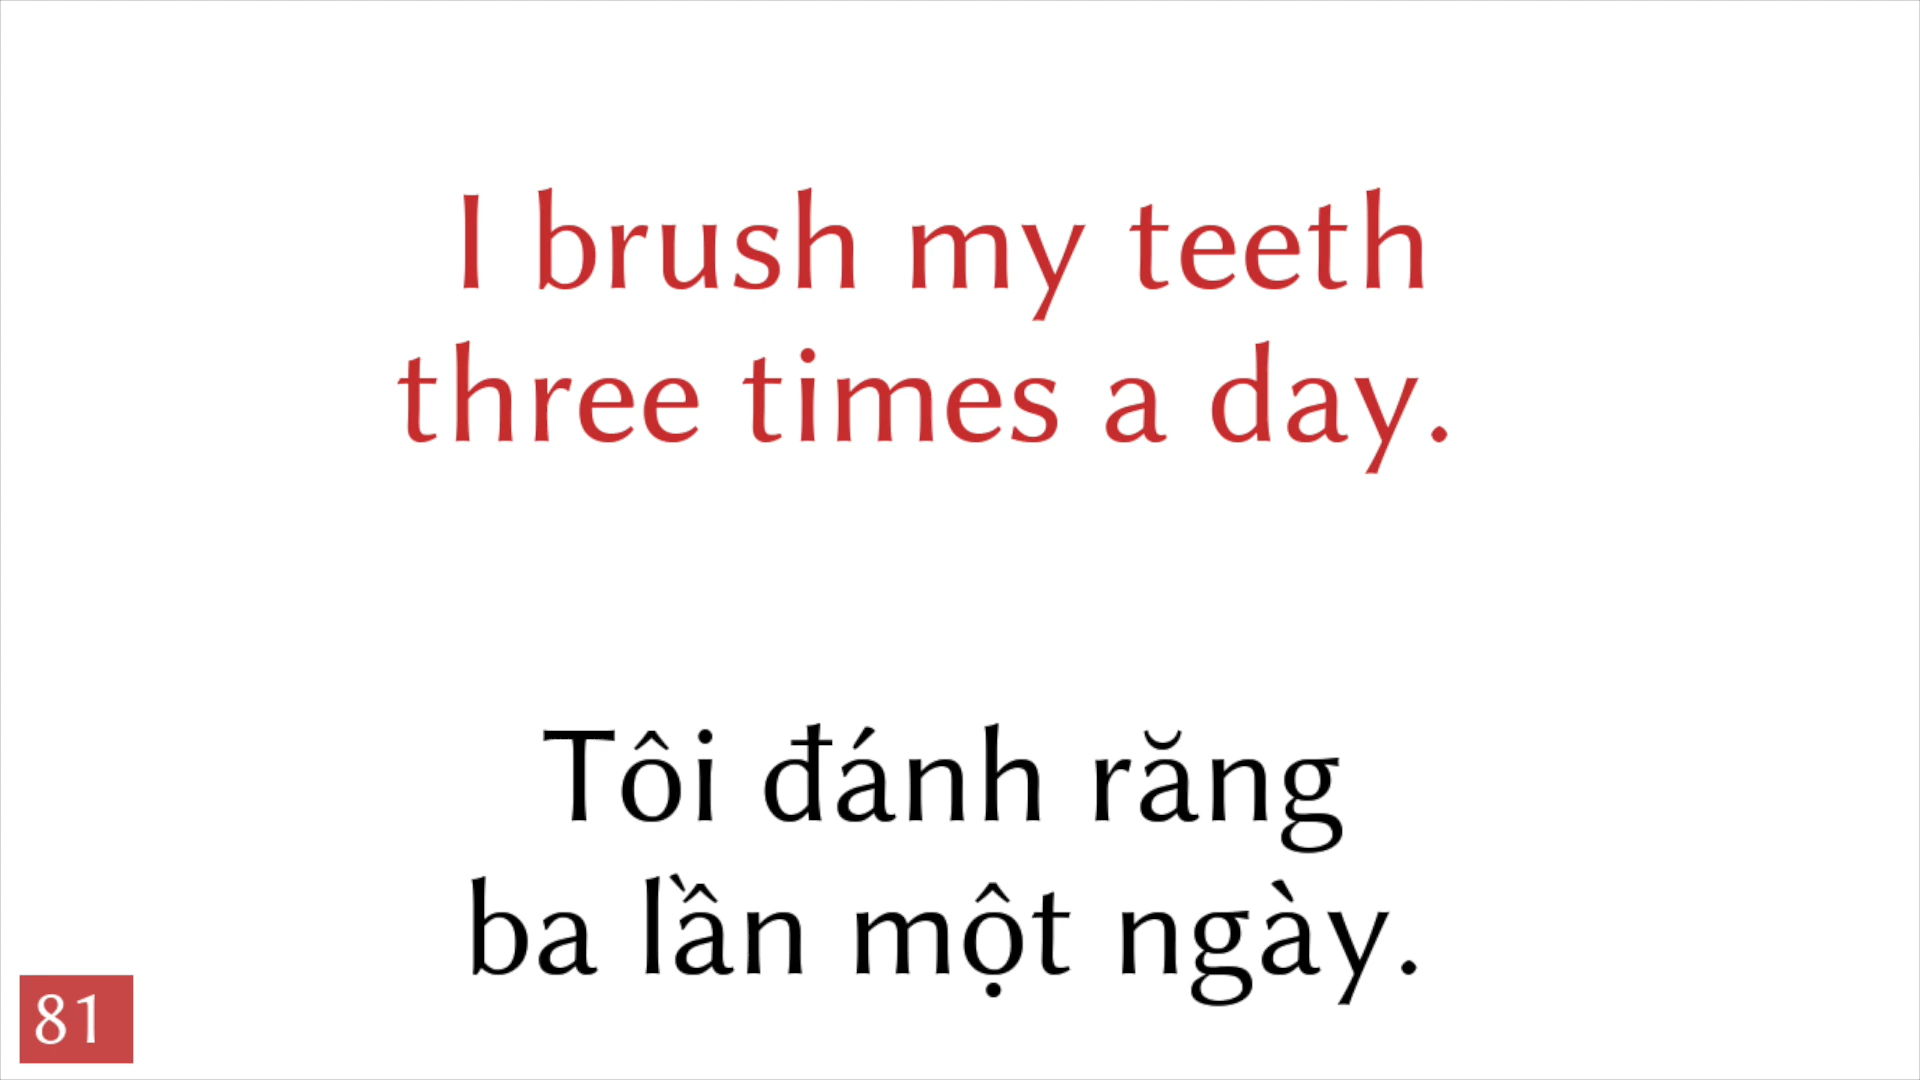 I brush my teeth
three times a day.
Tôi đánh răng
ba lần một ngày.
81